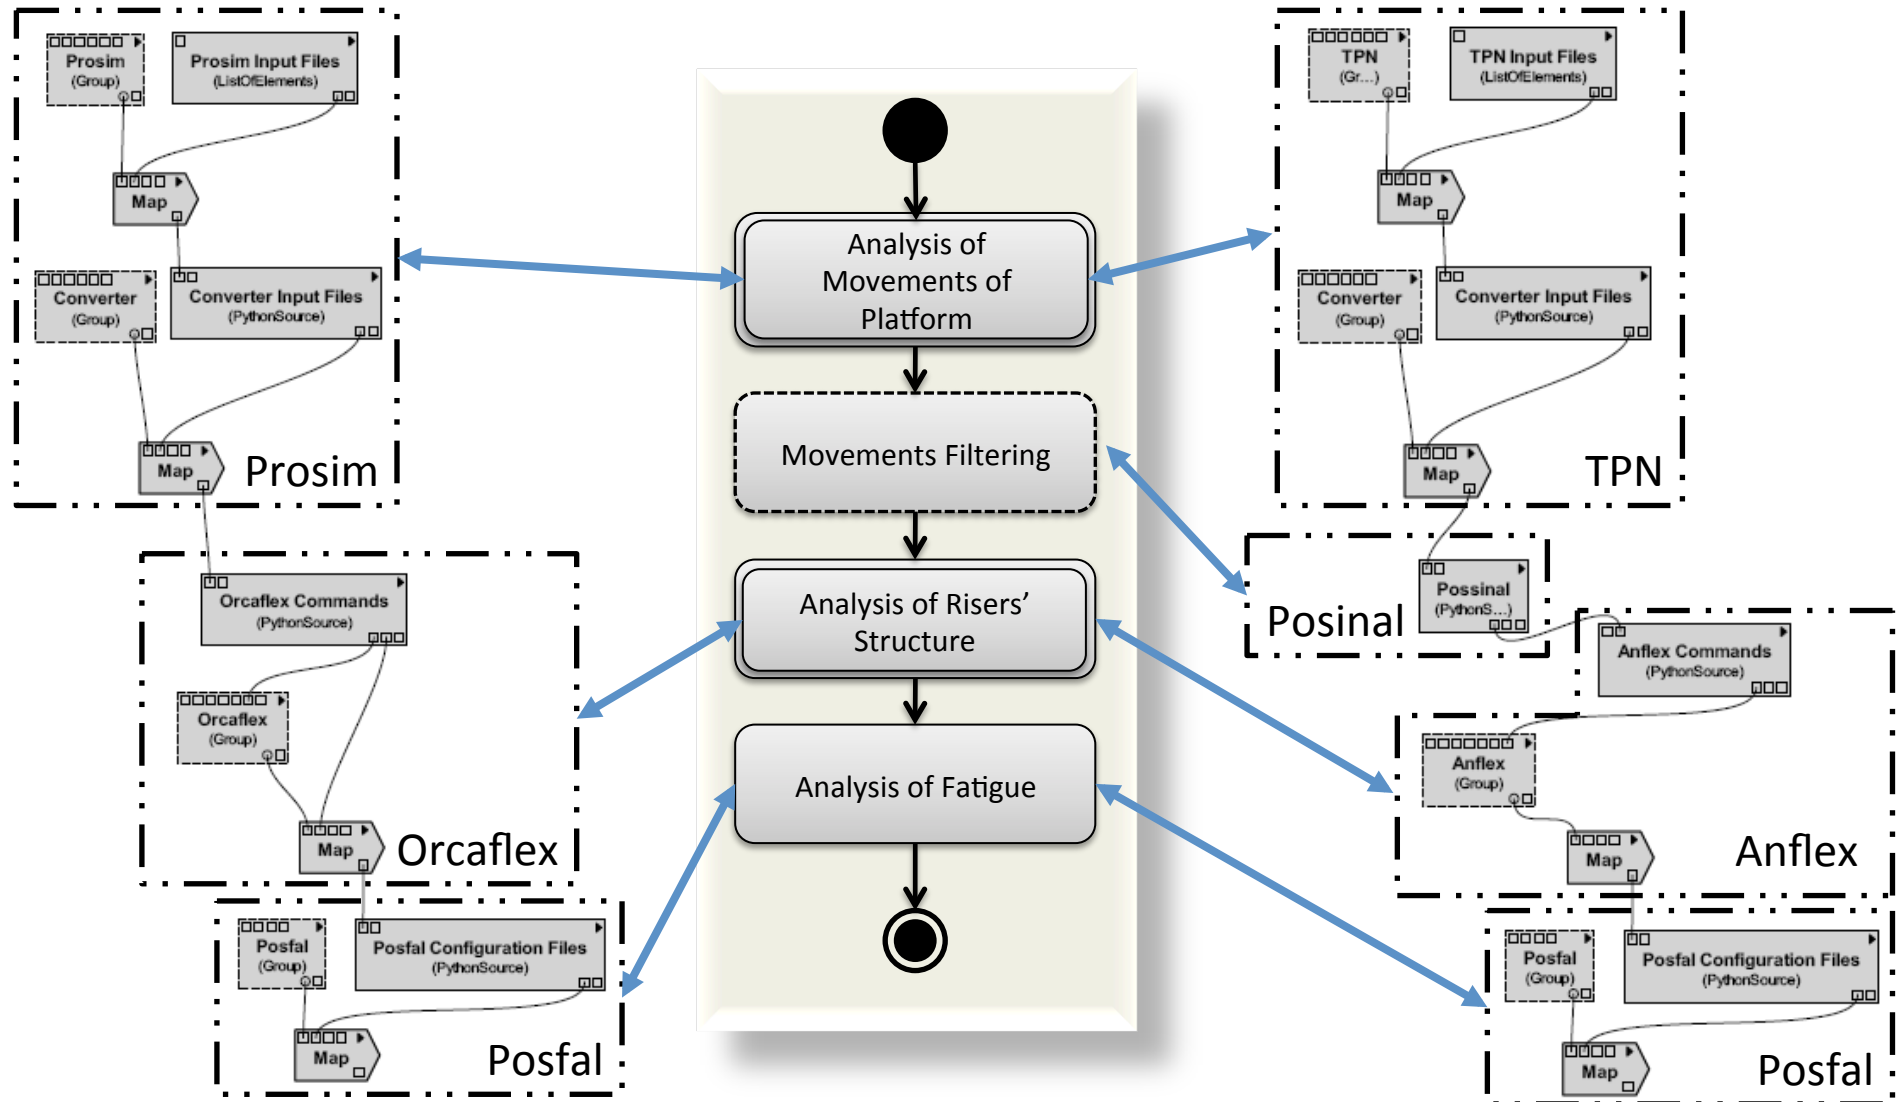 Prosim
(Group)
Prosim Input Files
(ListOfElements)
Map
Converter
(Group)
Converter Input Files
(PythonSource)
Map
Prosim
Orcaflex Commands
(PythonSource)
Orcaflex
(Group)
Map
Orcaflex
Posfal
(Group)
Posfal Configuration Files
(PythonSource)
Map
Posfal
Analysis of
Movements of
Platform
Movements Filtering
Analysis of Risers’
Structure
Analysis of Fatigue
TPN
(Gr...)
TPN Input Files
(ListOfElements)
Map
Converter
(Group)
Converter Input Files
(PythonSource)
Map
TPN
Posinal
Possinal
(PythonS...)
Anflex Commands
(PythonSource)
Anflex
(Group)
Map
Anflex
Posfal
(Group)
Posfal Configuration Files
(PythonSource)
Map
Posfal